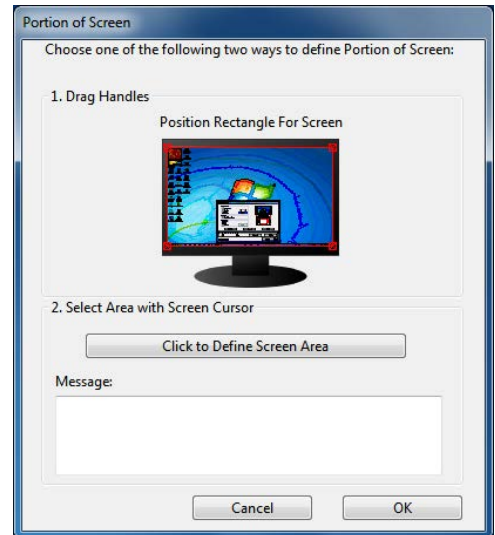 Portion of Screen
Choose one of the following two ways to define Portion of Screen:
1. Drag Handles
Position Rectangle For Screen
2. Select Area with Screen Cursor
Click to Define Screen Area
Message:
Cancel
OK